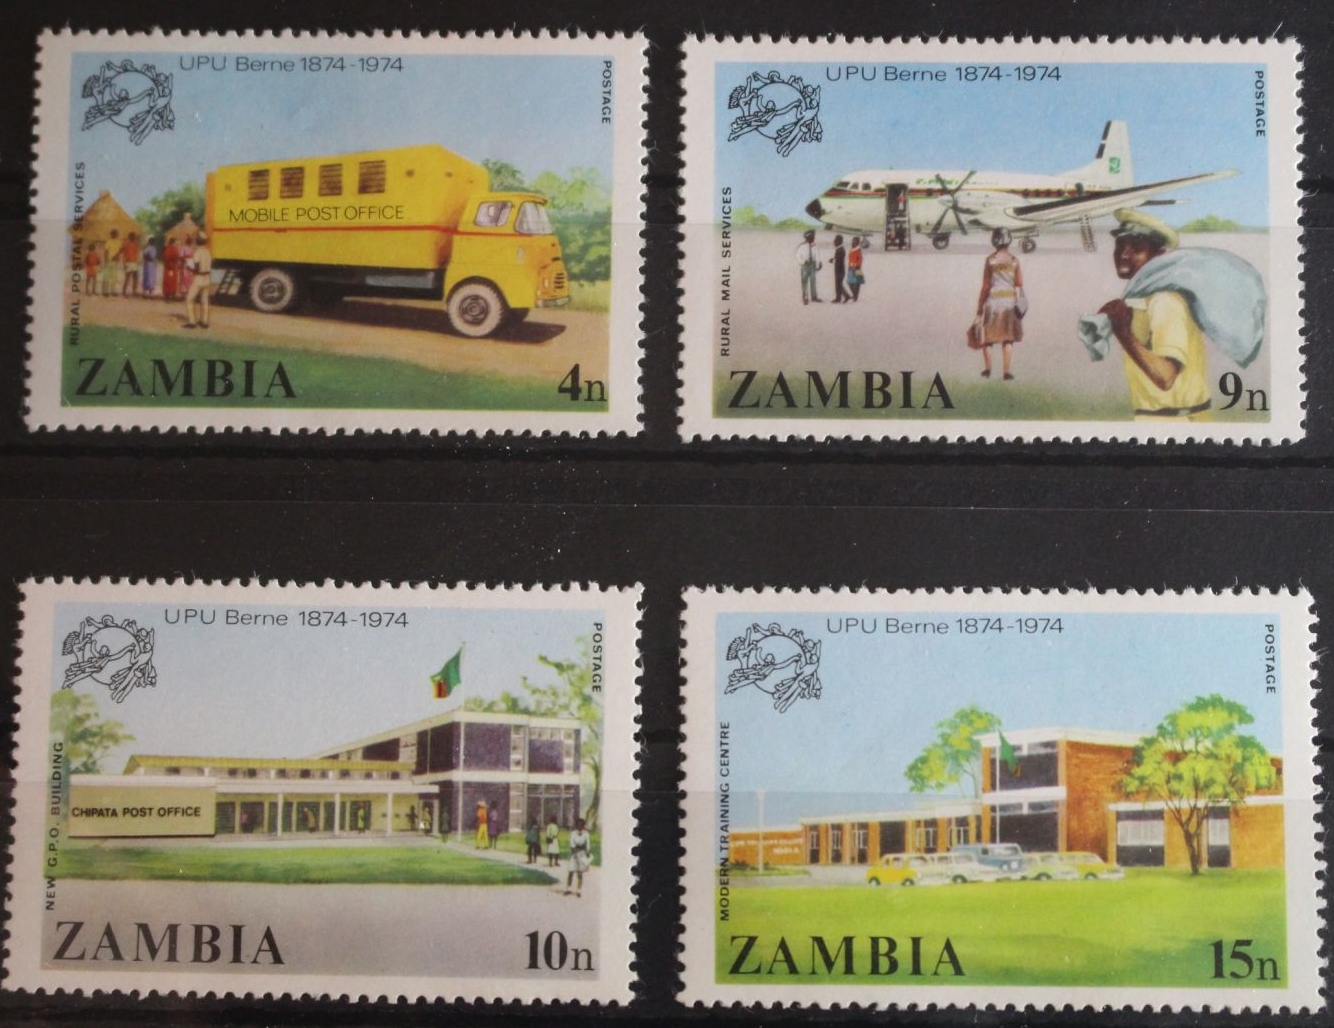 UPU Berne 1874-1974
POSTAGE
RURAL POSTAL SERVICES
MOBILE POST OFFICE
ZAMBIA
4n
UPU Berne 1874-1974
POSTAGE
RURAL MAIL SERVICES
ZAMBIA
9n
UPU Berne 1874-1974
POSTAGE
NEW G.P.O. BUILDING
CHIPATA POST OFFICE
ZAMBIA
10n
UPU Berne 1874-1974
POSTAGE
MODERN TRAINING CENTRE
ZAMBIA
15n